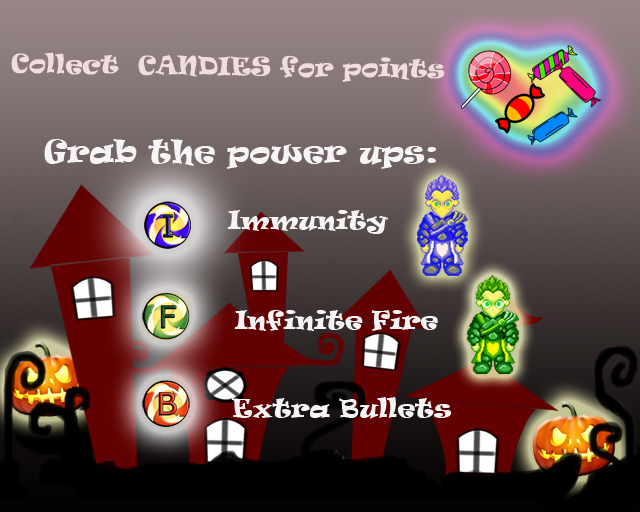 Collect CANDIES for points
Grab the power ups:
I Immunity
F Infinite Fire
B Extra Bullets